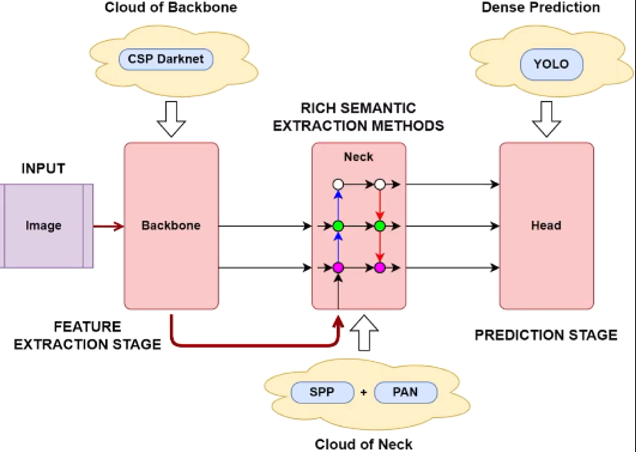 Cloud of Backbone
Dense Prediction
CSP Darknet
YOLO
RICH SEMANTIC
EXTRACTION METHODS
INPUT
Neck
Image
Backbone
Head
FEATURE
EXTRACTION STAGE
PREDICTION STAGE
SPP + PAN
Cloud of Neck